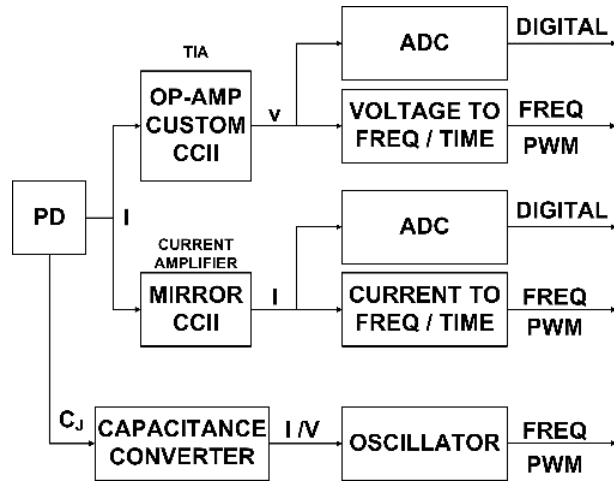 TIA
OP-AMP
CUSTOM
CCII
V
ADC
DIGITAL
VOLTAGE TO
FREQ / TIME
FREQ
PWM
PD
I
CURRENT
AMPLIFIER
MIRROR
CCII
I
ADC
DIGITAL
CURRENT TO
FREQ / TIME
FREQ
PWM
CJ
CAPACITANCE
CONVERTER
I /V
OSCILLATOR
FREQ
PWM